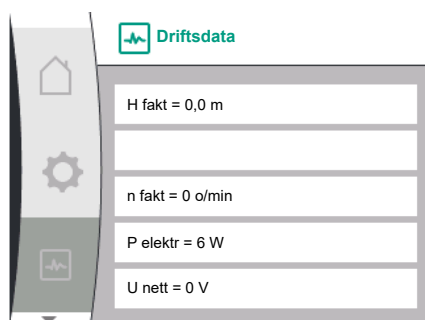 Driftsdata
H fakt = 0,0 m
n fakt = 0 o/min
P elektr = 6 W
U nett = 0 V